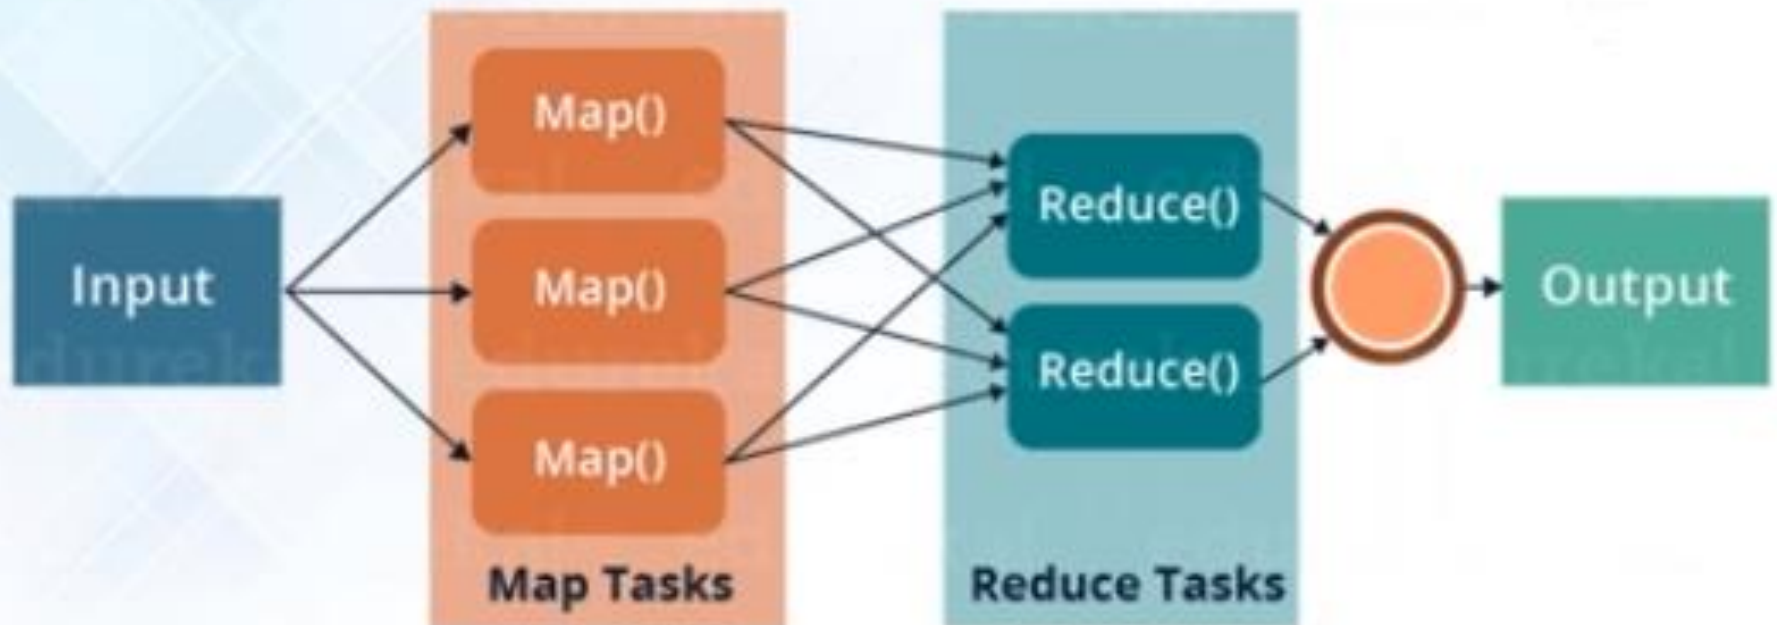 Input
Map()
Map()
Map()
Map Tasks
Reduce()
Reduce()
Reduce Tasks
Output